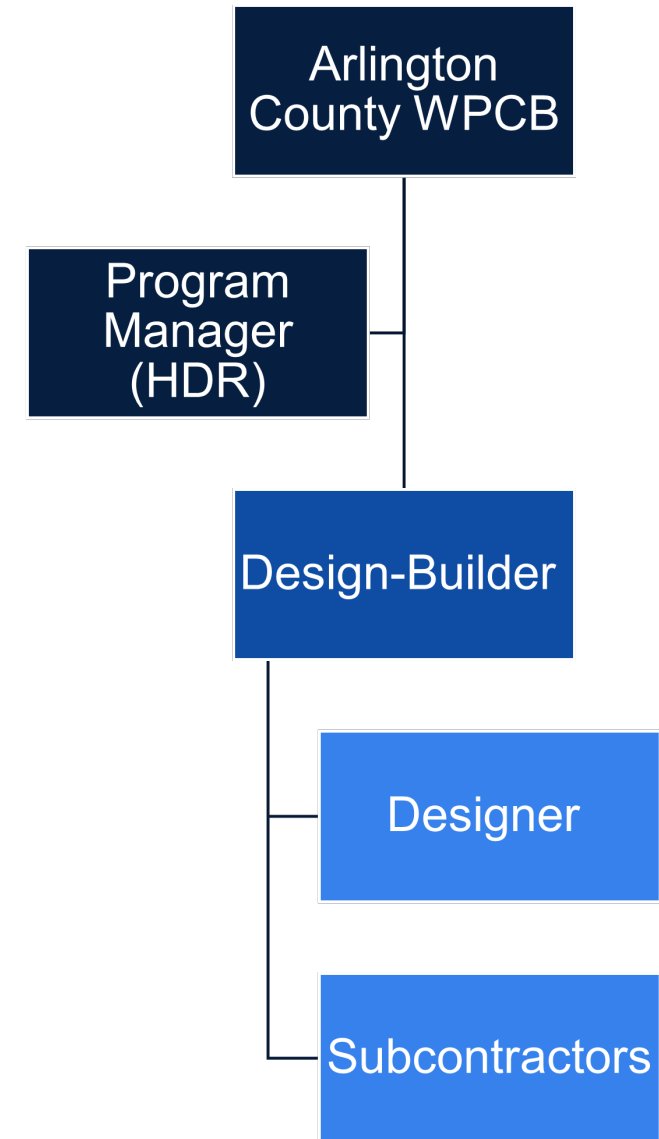 Arlington
County WPCB
Program
Manager
(HDR)
Design-Builder
Designer
Subcontractors